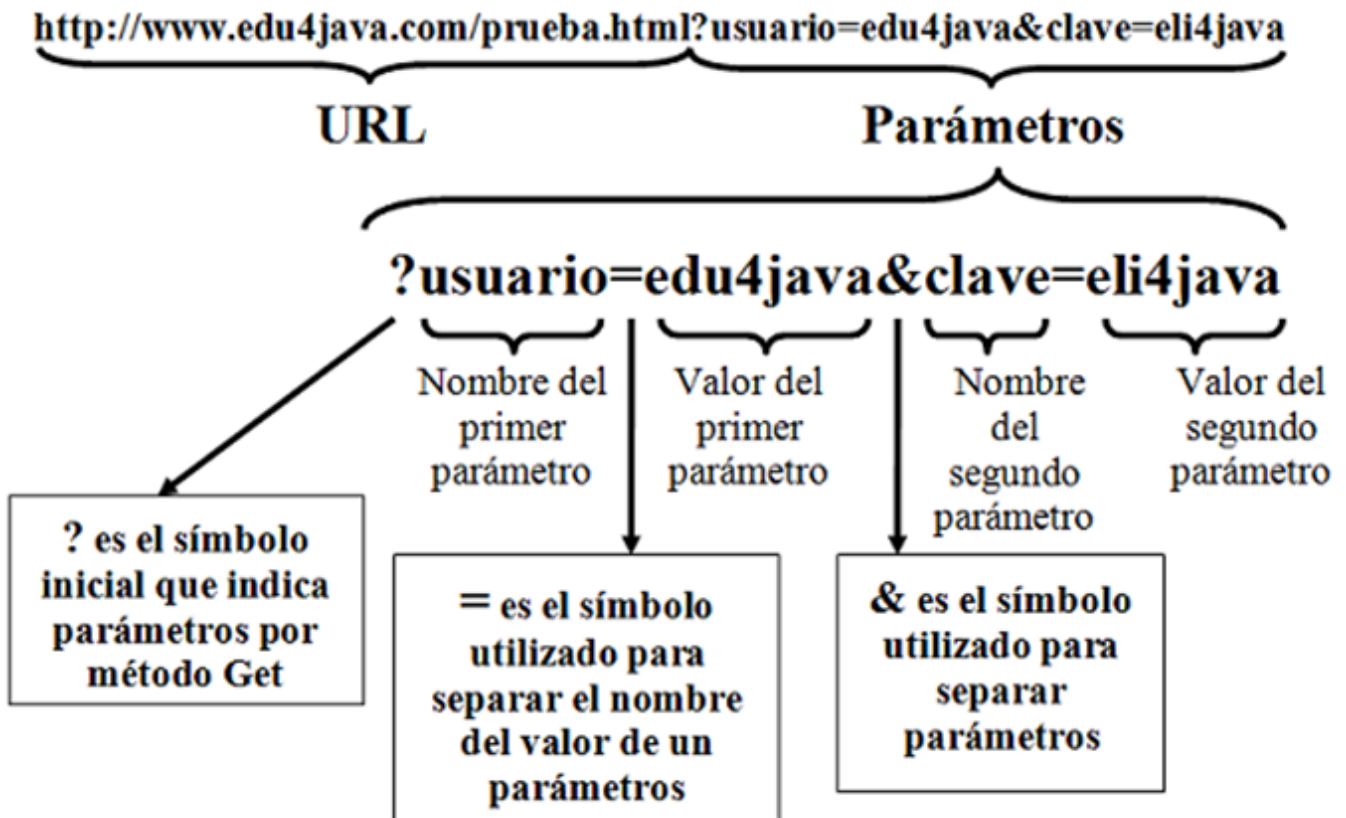 http://www.edu4java.com/prueba.html?usuario=edu4java&clave=eli4java
URL
Parámetros
?usuario=edu4java&clave=eli4java
Nombre del
primer
parámetro
Valor del
primer
parámetro
Nombre
del
segundo
parámetro
Valor del
segundo
parámetro
? es el símbolo
inicial que indica
parámetros por
método Get
= es el símbolo
utilizado para
separar el nombre
del valor de un
parámetros
& es el símbolo
utilizado para
separar
parámetros